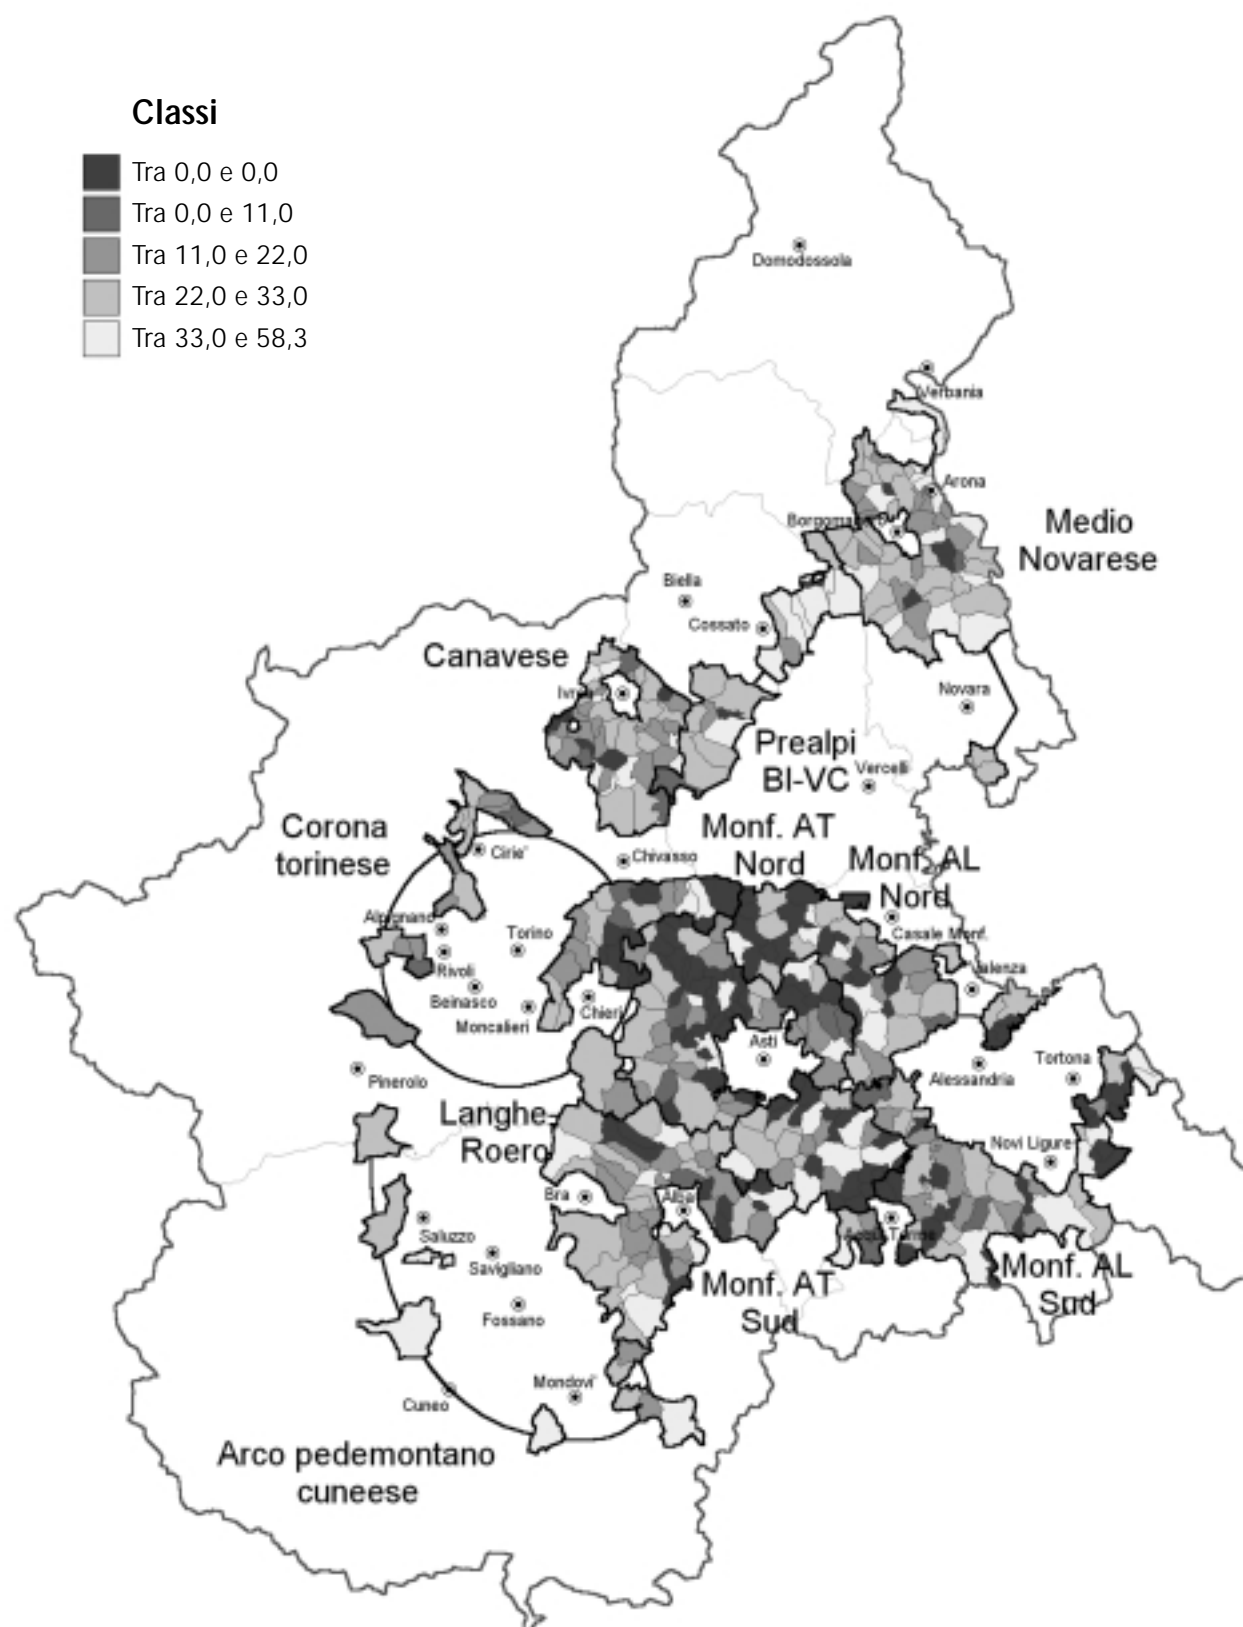 Classi
Tra 0,0 e 0,0
Tra 0,0 e 11,0
Tra 11,0 e 22,0
Tra 22,0 e 33,0
Tra 33,0 e 58,3
Domodossola
Verbania
Arona
Medio
Novarese
Biella
Cossato
Canavese
Novara
Prealpi
BI-VC
Vercelli
Corona
torinese
Monf. AT
Nord
Monf. AL
Nord
Cirie'
Chivasso
Alpignano
Torino
Casale Monf.
Rivoli
Valenza
Beinasco
Chieri
Moncalieri
Asti
Tortona
Pinerolo
Alessandria
Langhe-
Roero
Novi Ligure
Bra
Alba
Saluzzo
Acqui Terme
Savigliano
Monf. AT
Sud
Monf. AL
Sud
Fossano
Mondovi'
Cuneo
Arco pedemontano
cuneese